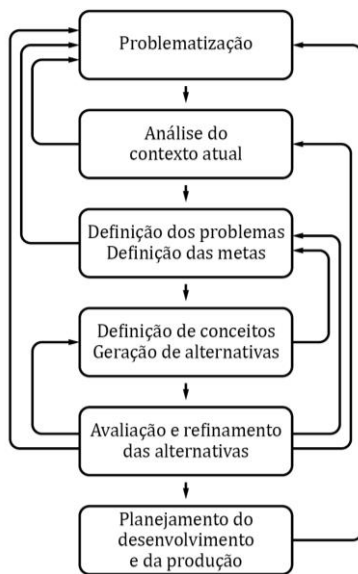 Problematização
Análise do
contexto atual
Definição dos problemas
Definição das metas
Definição de conceitos
Geração de alternativas
Avaliação e refinamento
das alternativas
Planejamento do
desenvolvimento
e da produção